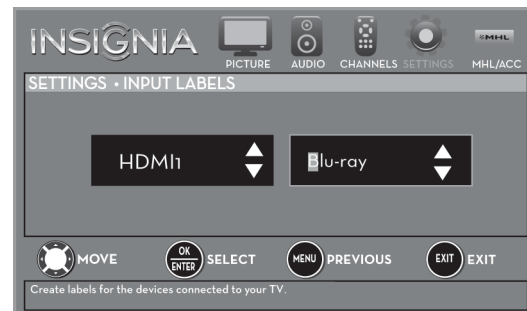 INSIGNIA
PICTURE AUDIO CHANNELS SETTINGS MHL/ACC
MHL
SETTINGS • INPUT LABELS
HDMI1 Blu-ray
MOVE OK/ENTER SELECT MENU PREVIOUS EXIT EXIT
Create labels for the devices connected to your TV.